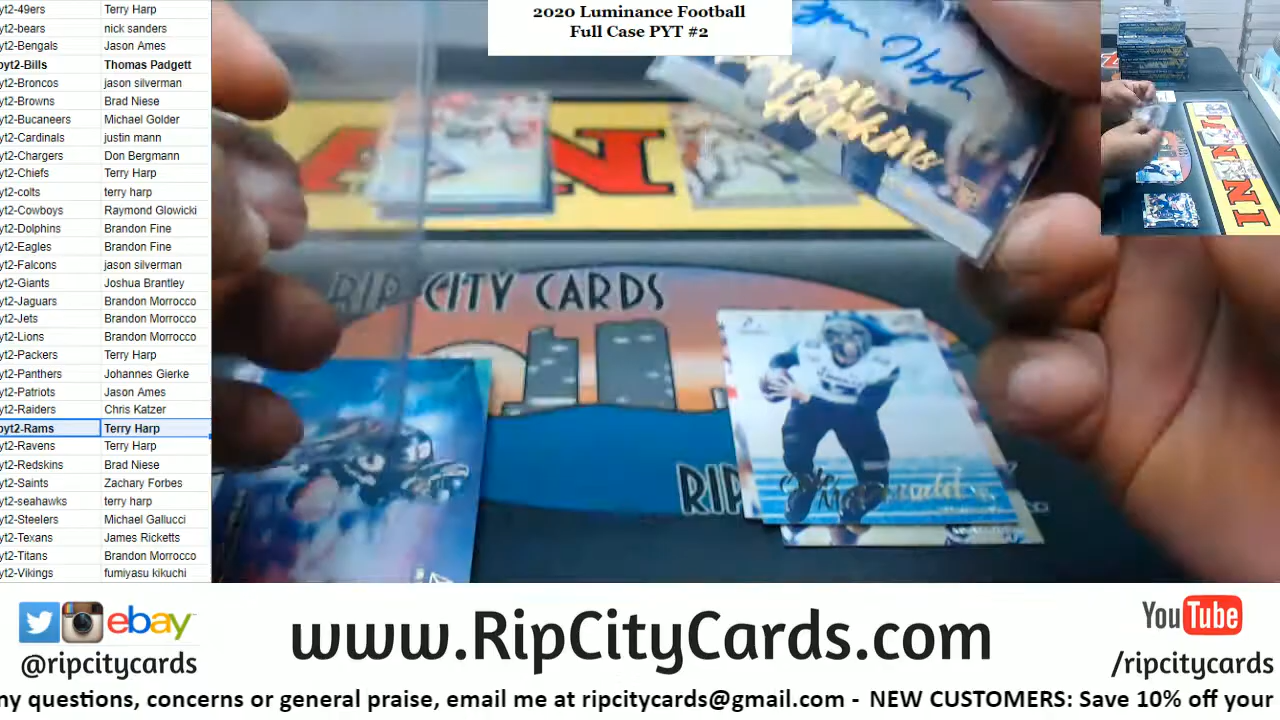 2020 Luminance Football
Full Case PYT #2
yt2-49ers Terry Harp
yt2-bears nick sanders
yt2-Bengals Jason Ames
pyt2-Bills Thomas Padgett
yt2-Broncos jason silverman
yt2-Browns Brad Niese
yt2-Bucaneers Michael Golder
yt2-Cardinals justin mann
yt2-Chargers Don Bergmann
yt2-Chiefs Terry Harp
yt2-colts terry harp
yt2-Cowboys Raymond Glowicki
yt2-Dolphins Brandon Fine
yt2-Eagles Brandon Fine
yt2-Falcons jason silverman
yt2-Giants Joshua Brantley
yt2-Jaguars Brandon Morrocco
yt2-Jets Brandon Morrocco
yt2-Lions Brandon Morrocco
yt2-Packers Terry Harp
yt2-Panthers Johannes Gierke
yt2-Patriots Jason Ames
yt2-Raiders Chris Katzer
pyt2-Rams Terry Harp
yt2-Ravens Terry Harp
yt2-Redskins Brad Niese
yt2-Saints Zachary Forbes
yt2-seahawks terry harp
yt2-Steelers Michael Gallucci
yt2-Texans James Ricketts
yt2-Titans Brandon Morrocco
yt2-Vikings fumiyasu kikuchi
Hopkins
RIP CITY CARDS
RIP
ebay
@ripcitycards
www.RipCityCards.com
YouTube
/ripcitycards
ny questions, concerns or general praise, email me at ripcitycards@gmail.com - NEW CUSTOMERS: Save 10% off your